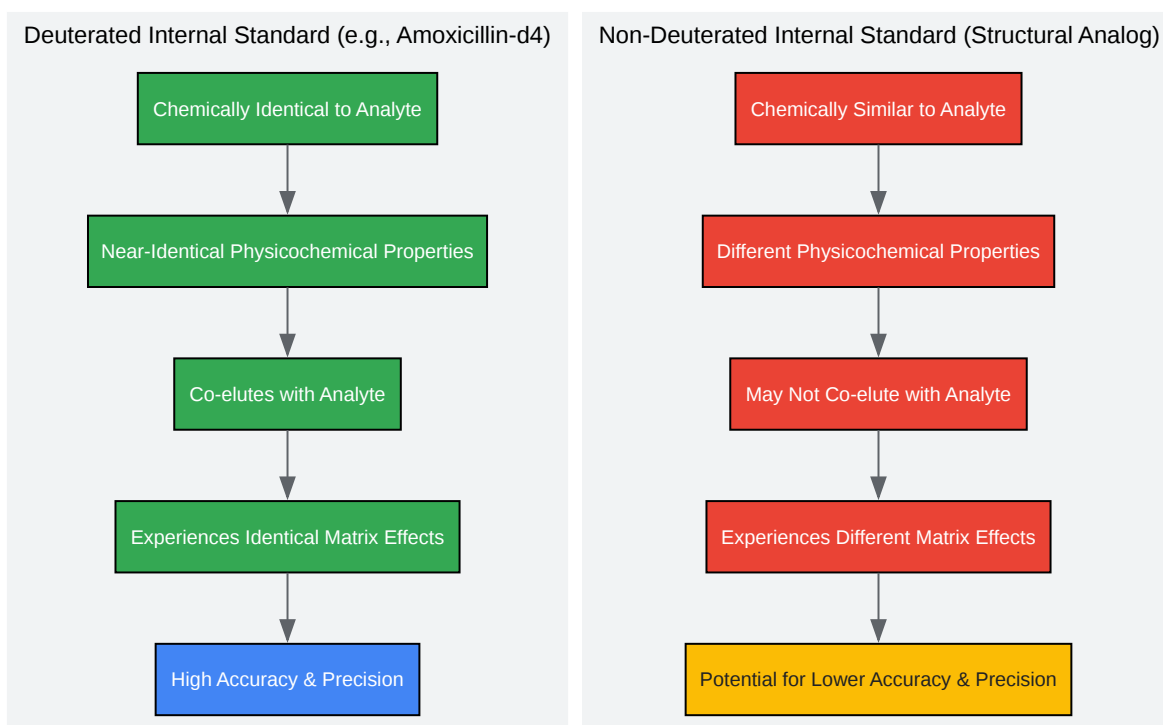 Deuterated Internal Standard (e.g., Amoxicillin-d4)
Chemically Identical to Analyte
Near-Identical Physicochemical Properties
Co-elutes with Analyte
Experiences Identical Matrix Effects
High Accuracy & Precision
Non-Deuterated Internal Standard (Structural Analog)
Chemically Similar to Analyte
Different Physicochemical Properties
May Not Co-elute with Analyte
Experiences Different Matrix Effects
Potential for Lower Accuracy & Precision